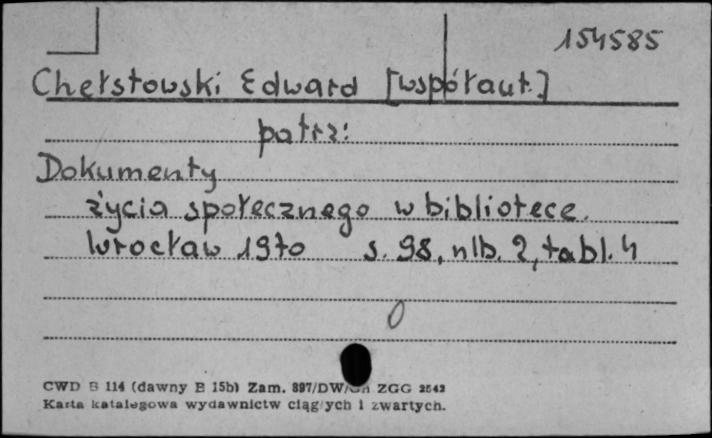 154585
Chełstowski Edward [współaut.]
patrz:
Dokumenty
życia społecznego w bibliotece.
Wrocław 1970 s. 98, nlb. 2, tabl. 4
0
CWD B 114 (dawny B 15b) Zam. 897/DW/ ZGG 2642
Karta katalogowa wydawnictw ciągłych i zwartych.